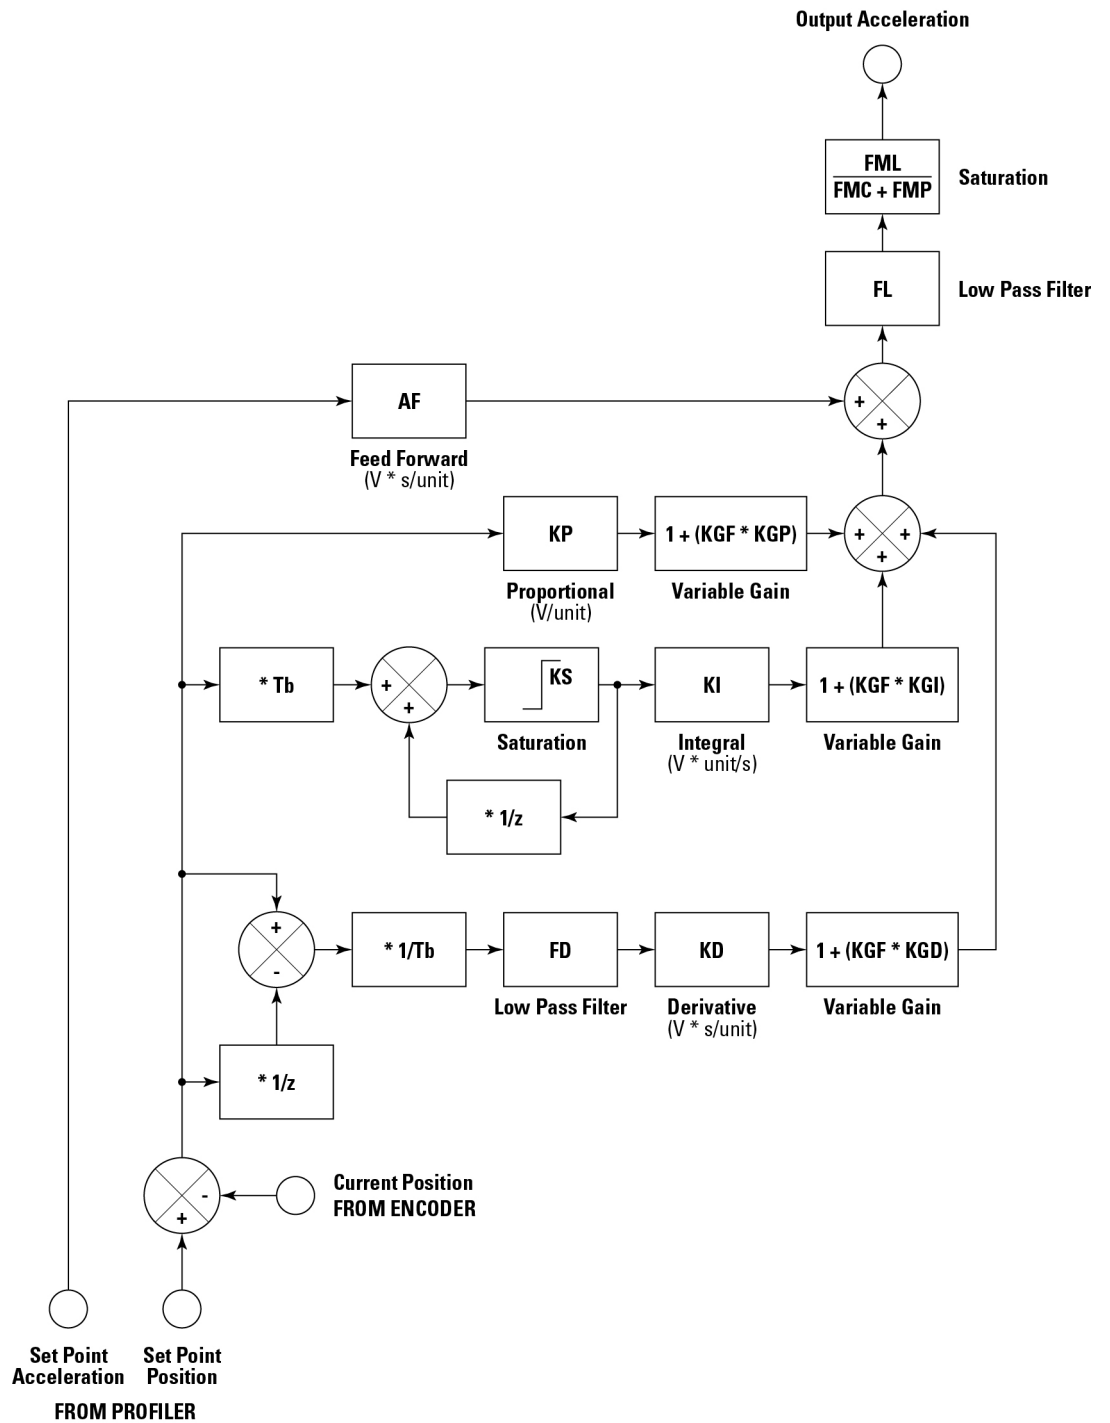 Output Acceleration
FML
FMC + FMP
Saturation
FL
Low Pass Filter
AF
+
+
Feed Forward
(V * s/unit)
KP
1 + (KGF * KGP)
+
+
+
Proportional
(V/unit)
Variable Gain
* Tb
+
+
KS
KI
1 + (KGF * KGI)
Saturation
Integral
(V * unit/s)
Variable Gain
* 1/z
+
-
* 1/Tb
FD
KD
1 + (KGF * KGD)
Low Pass Filter
Derivative
(V * s/unit)
Variable Gain
* 1/z
-
+
Current Position
FROM ENCODER
Set Point
Acceleration
Set Point
Position
FROM PROFILER